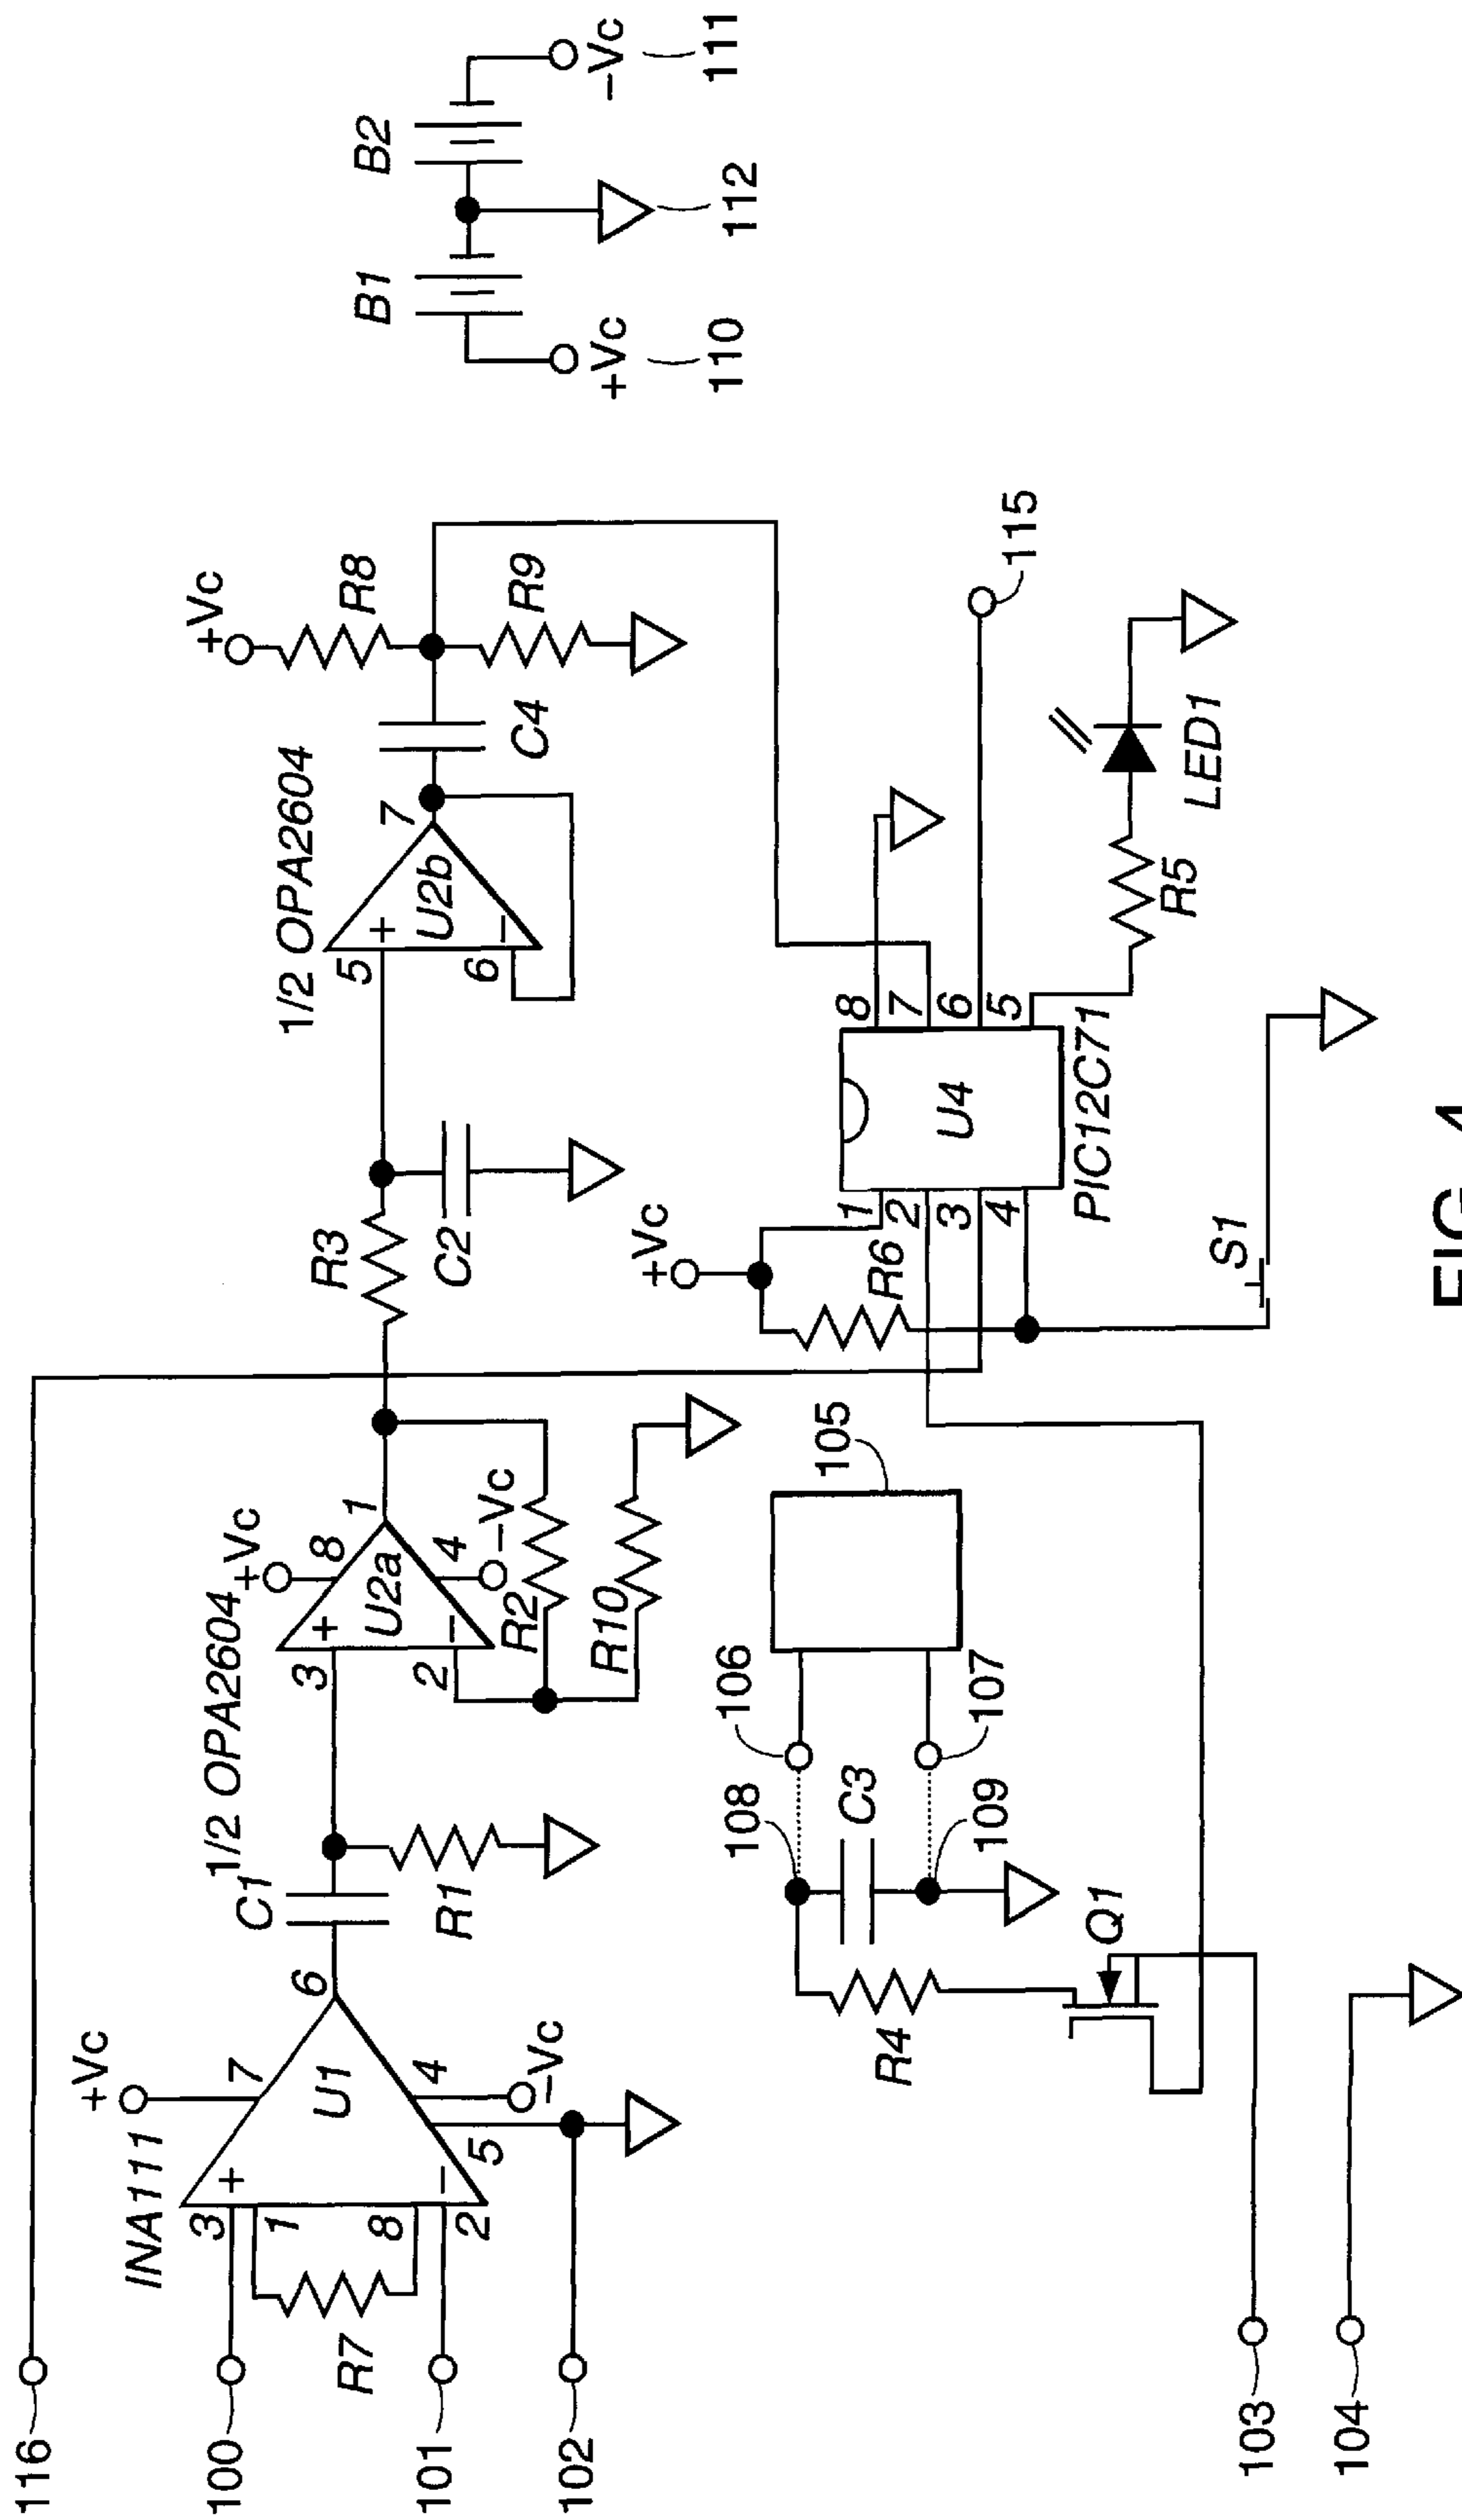 116
100
101
102
103
104
INA111
+Vc
7
3
+
1
8
−
2
R7
U1
6
4
−Vc
5
C1
R1
1/2 OPA2604
+Vc
8
3
+
U2a
1
2
−
4
−Vc
R2
R10
R3
C2
1/2 OPA2604
5
+
U2b
7
6
−
C4
+Vc
R8
R9
B1
B2
+Vc
−Vc
110
112
111
+Vc
R6
1
2
3
4
U4
8
7
6
5
PIC12C71
115
R5
LED1
S1
105
106
107
108
109
C3
R4
Q1